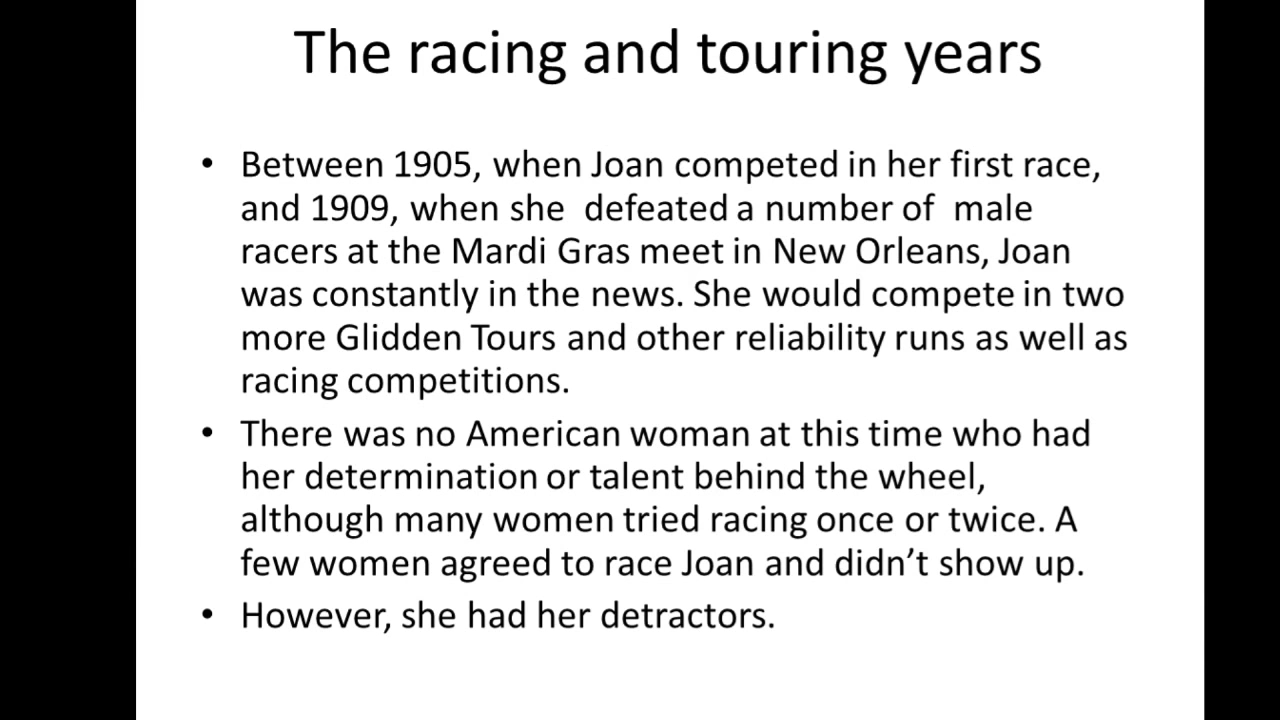 The racing and touring years
• Between 1905, when Joan competed in her first race,
and 1909, when she  defeated a number of  male
racers at the Mardi Gras meet in New Orleans, Joan
was constantly in the news. She would compete in two
more Glidden Tours and other reliability runs as well as
racing competitions.
• There was no American woman at this time who had
her determination or talent behind the wheel,
although many women tried racing once or twice. A
few women agreed to race Joan and didn’t show up.
• However, she had her detractors.